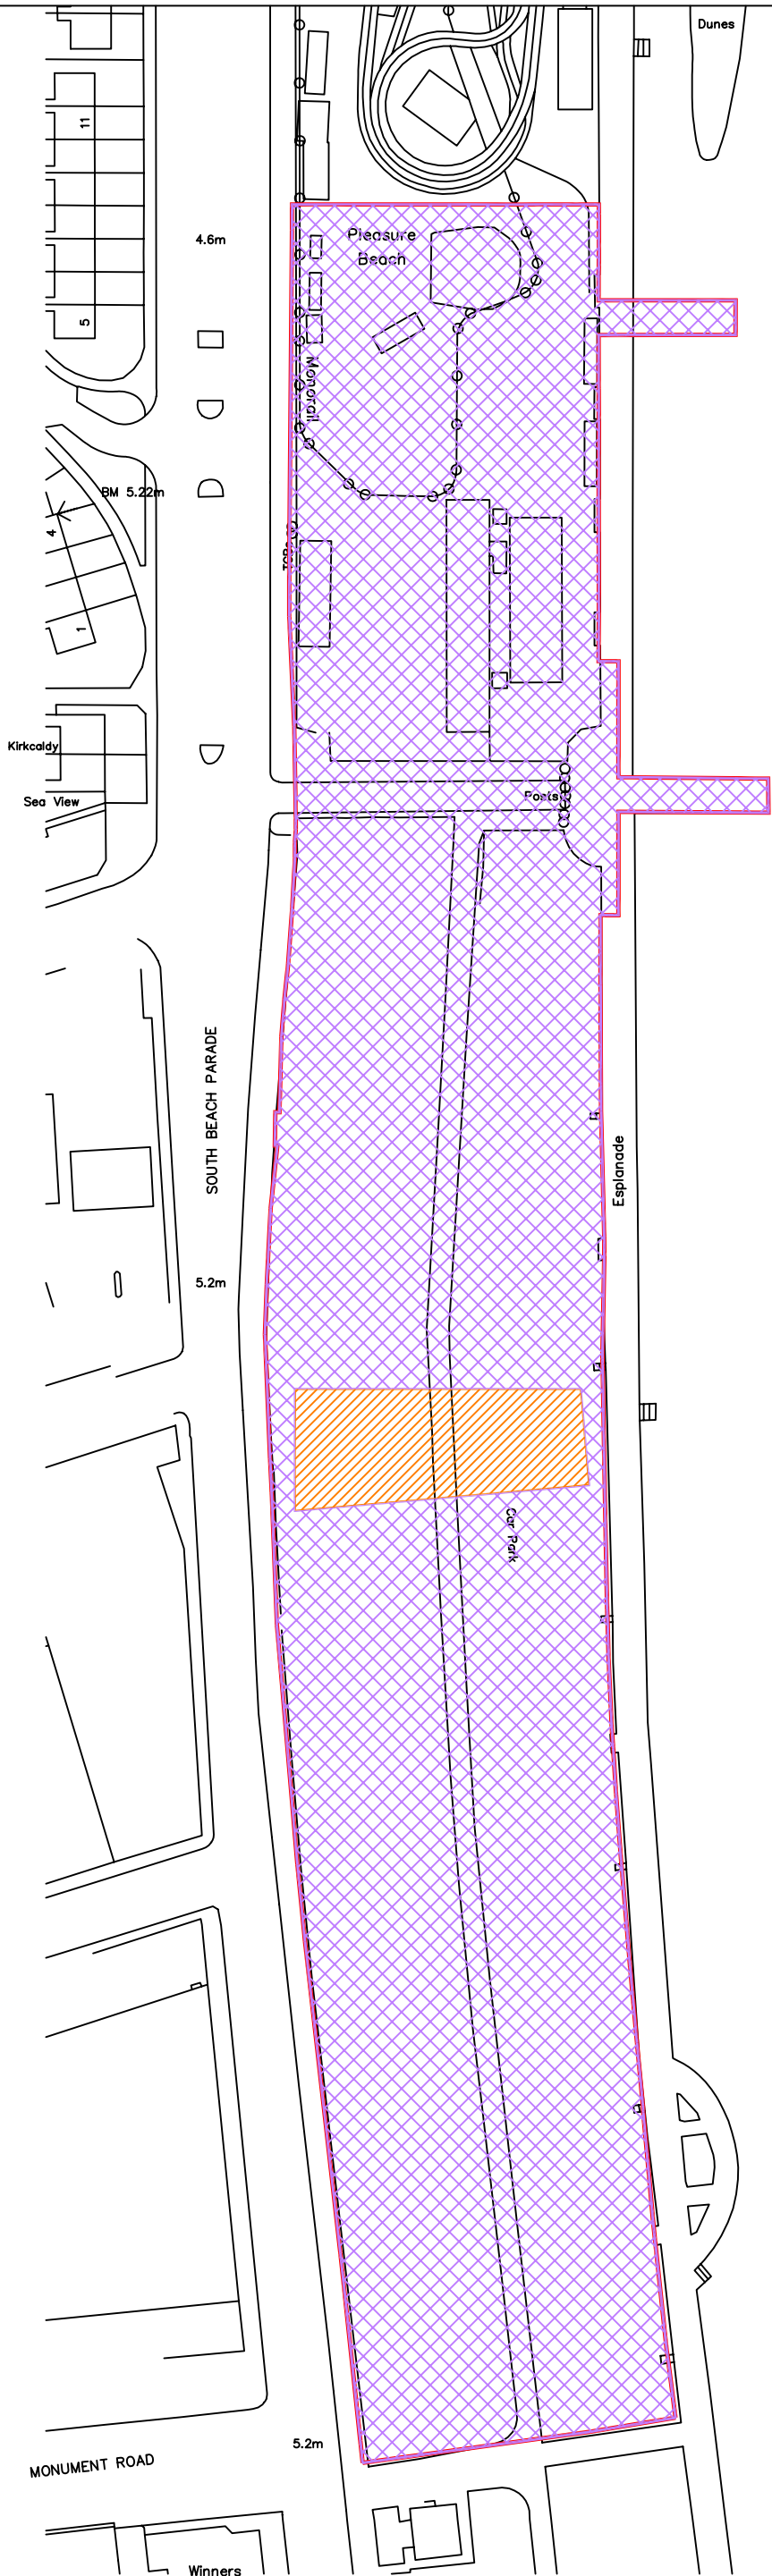 Dunes
11
4.6m
Pleasure
Beach
5
Monorail
BM 5.22m
4
1
Kirkcaldy
Posts
Sea View
SOUTH BEACH PARADE
Esplanade
5.2m
Car Park
5.2m
MONUMENT ROAD
Winners